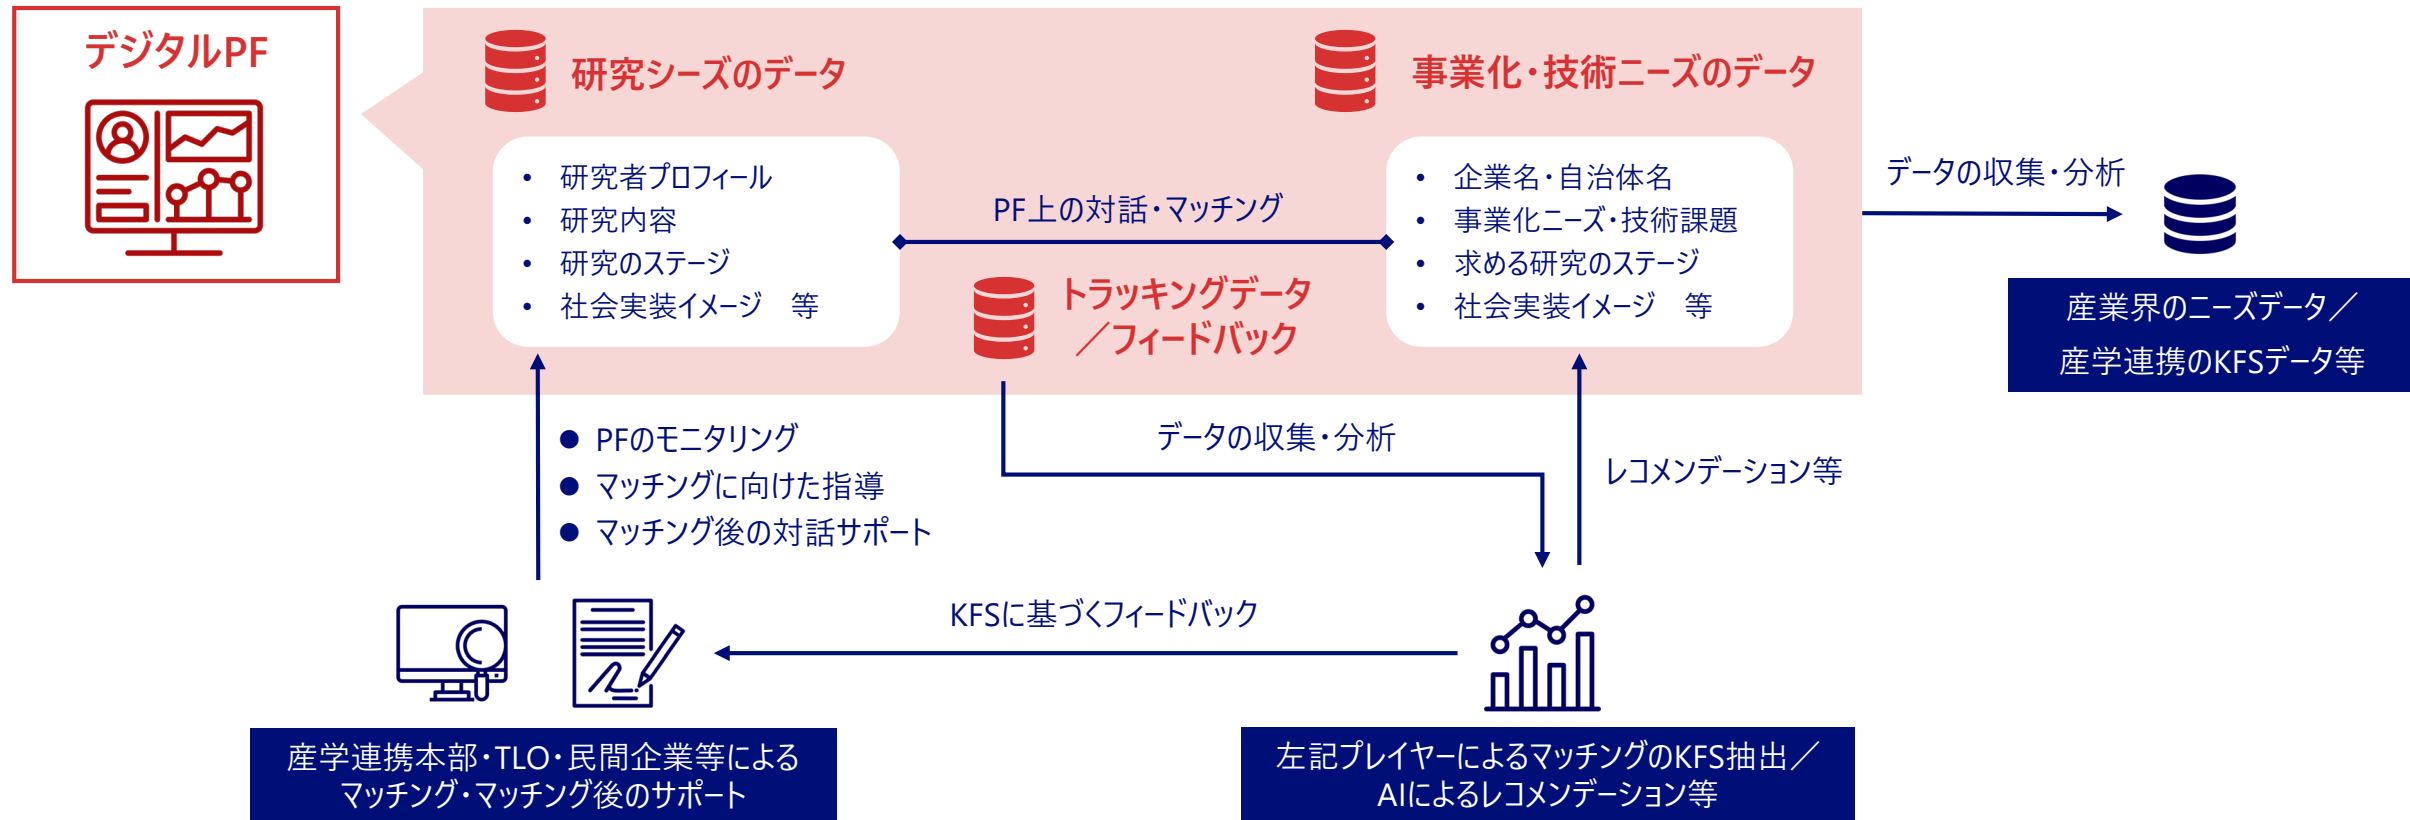 デジタルPF
研究シーズのデータ
• 研究者プロフィール
• 研究内容
• 研究のステージ
• 社会実装イメージ　等
PF上の対話・マッチング
トラッキングデータ
／フィードバック
事業化・技術ニーズのデータ
• 企業名・自治体名
• 事業化ニーズ・技術課題
• 求める研究のステージ
• 社会実装イメージ　等
データの収集・分析
産業界のニーズデータ／
産学連携のKFSデータ等
● PFのモニタリング
● マッチングに向けた指導
● マッチング後の対話サポート
データの収集・分析
レコメンデーション等
KFSに基づくフィードバック
産学連携本部・TLO・民間企業等による
マッチング・マッチング後のサポート
左記プレイヤーによるマッチングのKFS抽出／
AIによるレコメンデーション等